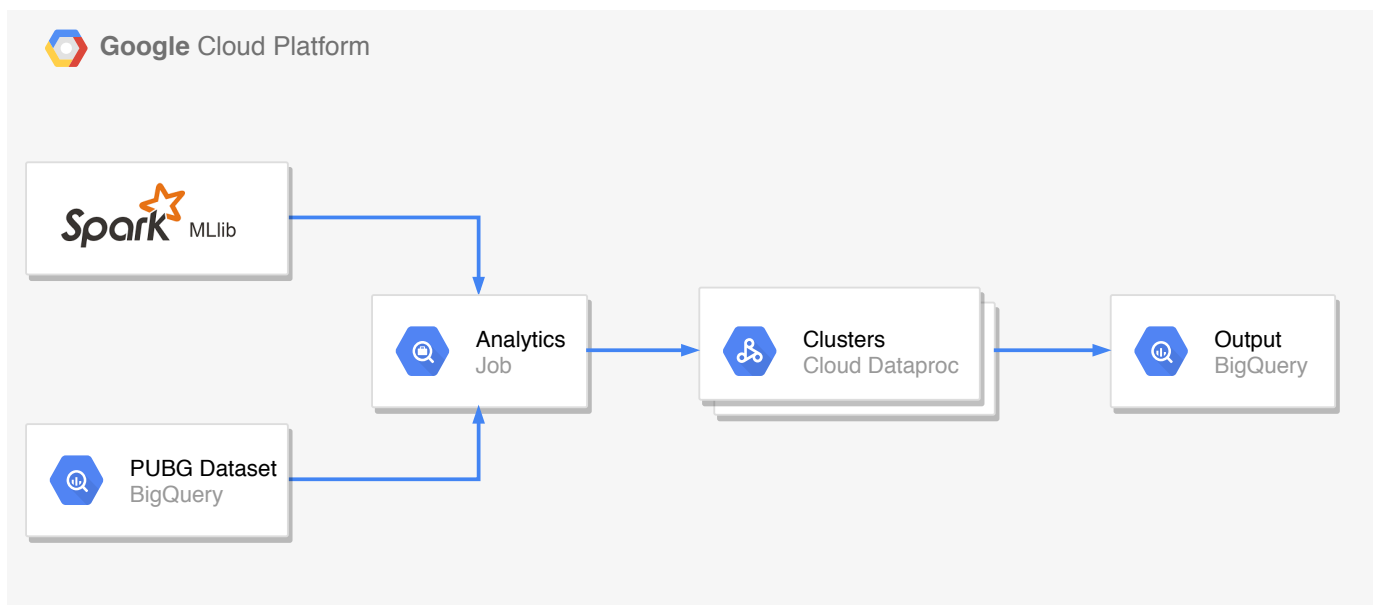 Google Cloud Platform
Spark MLlib
Analytics
Job
Clusters
Cloud Dataproc
Output
BigQuery
PUBG Dataset
BigQuery